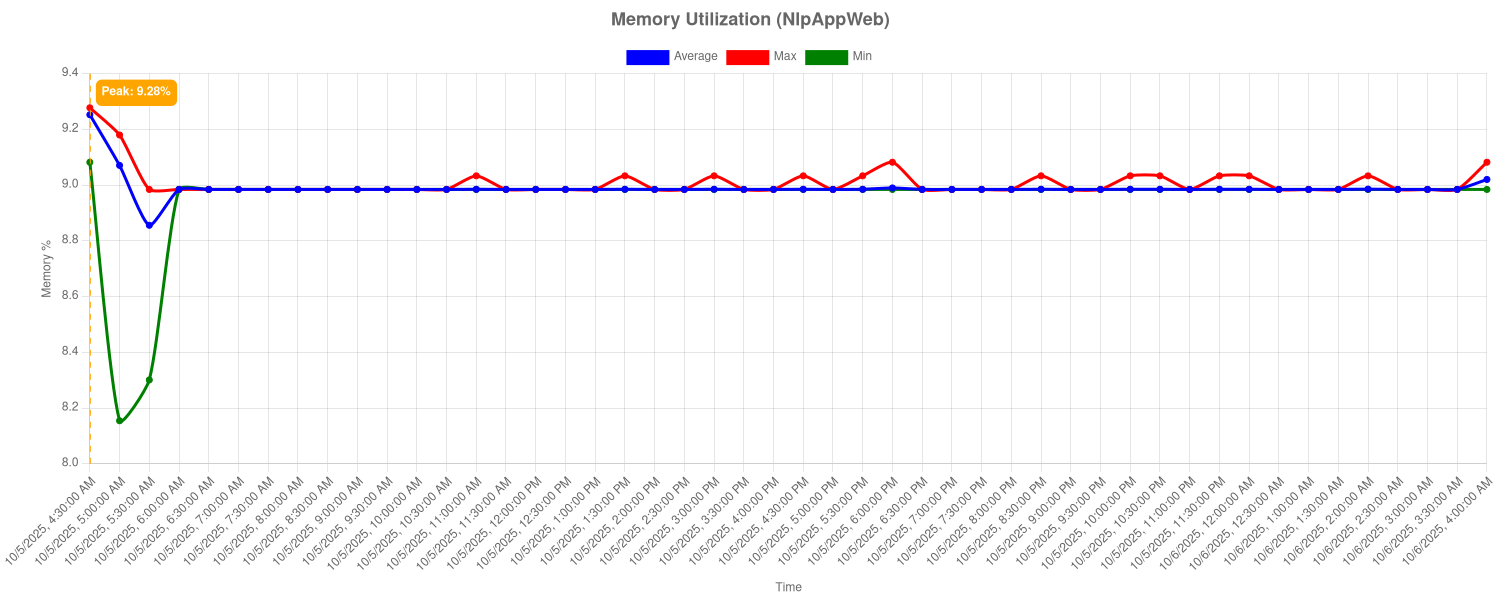 Memory Utilization (NlpAppWeb)
Average Max Min
Peak: 9.28%
9.4
9.2
9.0
8.8
8.6
8.4
8.2
8.0
Memory %
10/5/2025, 4:30:00 AM
10/5/2025, 5:00:00 AM
10/5/2025, 5:30:00 AM
10/5/2025, 6:00:00 AM
10/5/2025, 6:30:00 AM
10/5/2025, 7:00:00 AM
10/5/2025, 7:30:00 AM
10/5/2025, 8:00:00 AM
10/5/2025, 8:30:00 AM
10/5/2025, 9:00:00 AM
10/5/2025, 9:30:00 AM
10/5/2025, 10:00:00 AM
10/5/2025, 10:30:00 AM
10/5/2025, 11:00:00 AM
10/5/2025, 11:30:00 AM
10/5/2025, 12:00:00 PM
10/5/2025, 12:30:00 PM
10/5/2025, 1:00:00 PM
10/5/2025, 1:30:00 PM
10/5/2025, 2:00:00 PM
10/5/2025, 2:30:00 PM
10/5/2025, 3:00:00 PM
10/5/2025, 3:30:00 PM
10/5/2025, 4:00:00 PM
10/5/2025, 4:30:00 PM
10/5/2025, 5:00:00 PM
10/5/2025, 5:30:00 PM
10/5/2025, 6:00:00 PM
10/5/2025, 6:30:00 PM
10/5/2025, 7:00:00 PM
10/5/2025, 7:30:00 PM
10/5/2025, 8:00:00 PM
10/5/2025, 8:30:00 PM
10/5/2025, 9:00:00 PM
10/5/2025, 9:30:00 PM
10/5/2025, 10:00:00 PM
10/5/2025, 10:30:00 PM
10/5/2025, 11:00:00 PM
10/5/2025, 11:30:00 PM
10/6/2025, 12:00:00 AM
10/6/2025, 12:30:00 AM
10/6/2025, 1:00:00 AM
10/6/2025, 1:30:00 AM
10/6/2025, 2:00:00 AM
10/6/2025, 2:30:00 AM
10/6/2025, 3:00:00 AM
10/6/2025, 3:30:00 AM
10/6/2025, 4:00:00 AM
Time